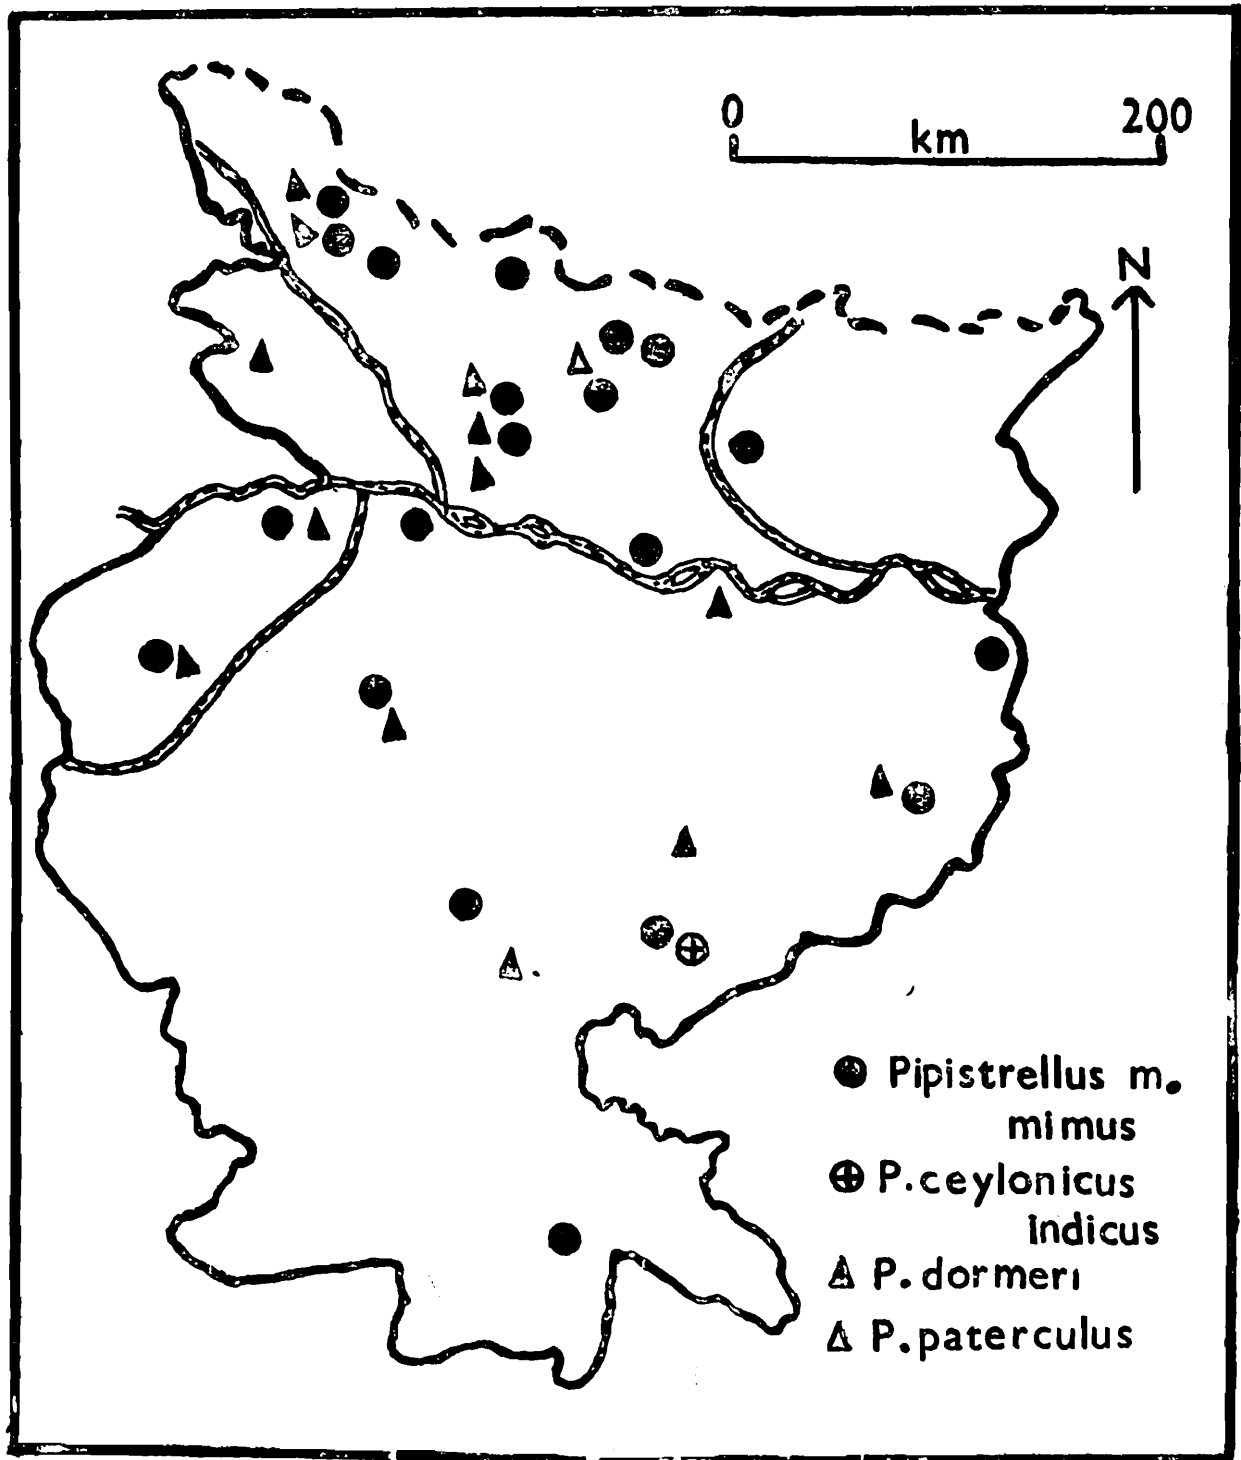 0 200
km
N
Pipistrellus m.
mimus
P. ceylonicus
indicus
P. dormeri
P. paterculus